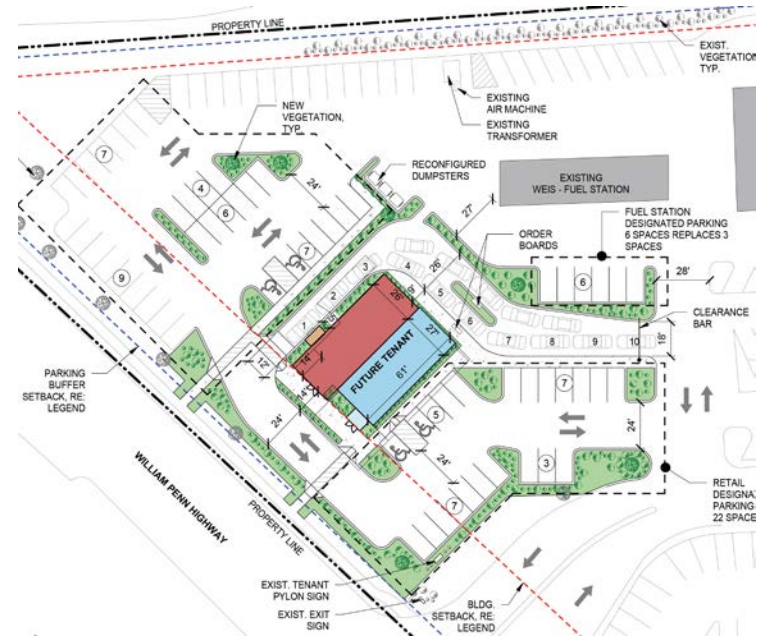 PROPERTY LINE
EXIST.
VEGETATION
TYP.
EXISTING
AIR MACHINE
EXISTING
TRANSFORMER
NEW
VEGETATION,
TYP.
RECONFIGURED
DUMPSTERS
EXISTING
WEIS - FUEL STATION
FUEL STATION
DESIGNATED PARKING
6 SPACES REPLACES 3
SPACES
ORDER
BOARDS
7
4
6
24'
27'
7
26'
28'
6
9
3
4
2
5
1
6
26'
9'
5'
14'
27'
FUTURE TENANT
61'
CLEARANCE
BAR
7
8
9
10
18'
12'
14'
24'
PARKING
BUFFER
SETBACK, RE:
LEGEND
7
5
24'
24'
3
7
RETAIL
DESIGNA
PARKING
22 SPACE
WILLIAM PENN HIGHWAY
PROPERTY LINE
EXIST. TENANT
PYLON SIGN
EXIST. EXIT
SIGN
BLDG.
SETBACK, RE:
LEGEND